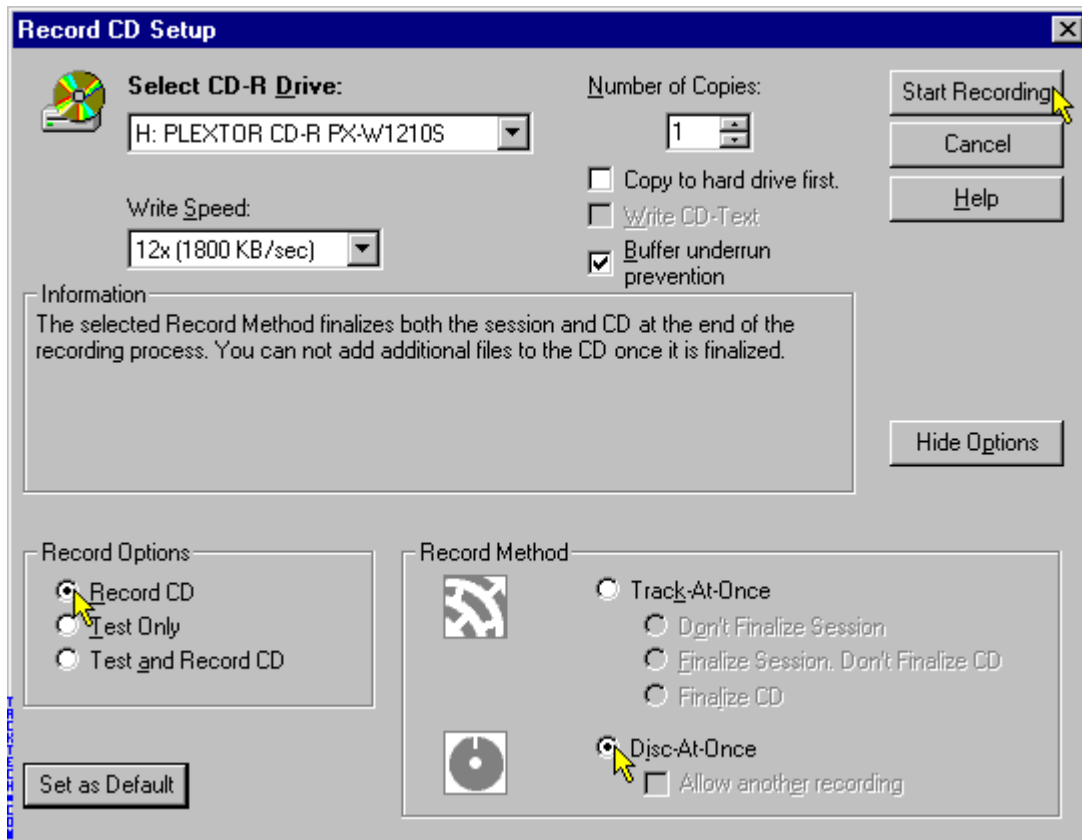 Record CD Setup
Select CD-R Drive:
H: PLEXTOR CD-R PX-W1210S
Write Speed:
12x (1800 KB/sec)
Number of Copies:
1
Copy to hard drive first.
Write CD-Text
Buffer underrun
prevention
Start Recording
Cancel
Help
Information
The selected Record Method finalizes both the session and CD at the end of the
recording process. You can not add additional files to the CD once it is finalized.
Hide Options
Record Options
Record CD
Test Only
Test and Record CD
Record Method
Track-At-Once
Don't Finalize Session
Finalize Session. Don't Finalize CD
Finalize CD
Disc-At-Once
Allow another recording
Set as Default
TACKTECH.COM